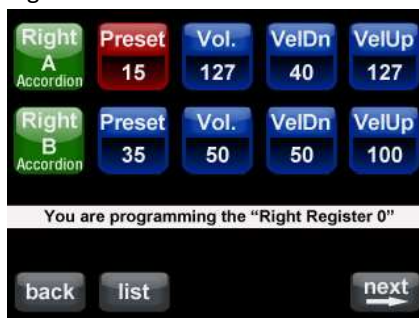 Right Preset Vol. VelDn VelUp
A 15 127 40 127
Accordion
Right Preset Vol. VelDn VelUp
B 35 50 50 100
Accordion
You are programming the “Right Register 0”
back list next